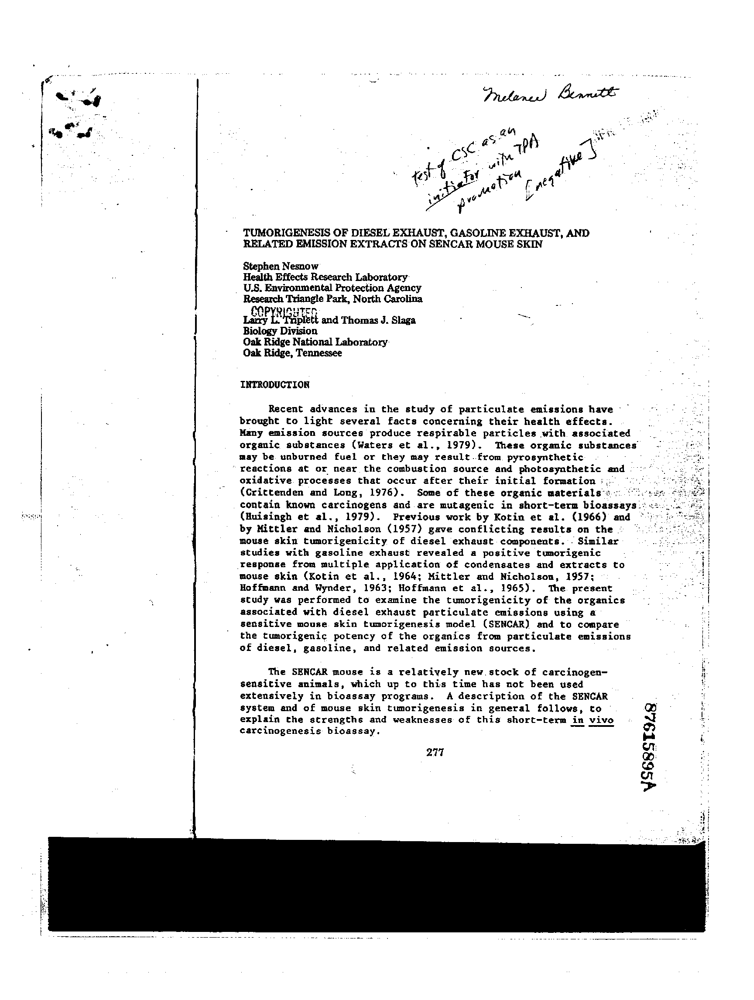 Melanie Bennett
test of CSC as an
initiator with TPA
promotion [negative]
TUMORIGENESIS OF DIESEL EXHAUST, GASOLINE EXHAUST, AND
RELATED EMISSION EXTRACTS ON SENCAR MOUSE SKIN
Stephen Nesnow
Health Effects Research Laboratory
U.S. Environmental Protection Agency
Research Triangle Park, North Carolina
COPYRIGHTED
Larry L. Triplett and Thomas J. Slaga
Biology Division
Oak Ridge National Laboratory
Oak Ridge, Tennessee
INTRODUCTION
Recent advances in the study of particulate emissions have
brought to light several facts concerning their health effects.
Many emission sources produce respirable particles with associated
organic substances (Waters et al., 1979). These organic substances
may be unburned fuel or they may result from pyrosynthetic
reactions at or near the combustion source and photosynthetic and
oxidative processes that occur after their initial formation
(Crittenden and Long, 1976). Some of these organic materials
contain known carcinogens and are mutagenic in short-term bioassays
(Huisingh et al., 1979). Previous work by Kotin et al. (1966) and
by Mittler and Nicholson (1957) gave conflicting results on the
mouse skin tumorigenicity of diesel exhaust components. Similar
studies with gasoline exhaust revealed a positive tumorigenic
response from multiple application of condensates and extracts to
mouse skin (Kotin et al., 1964; Mittler and Nicholson, 1957;
Hoffmann and Wynder, 1963; Hoffmann et al., 1965). The present
study was performed to examine the tumorigenicity of the organics
associated with diesel exhaust particulate emissions using a
sensitive mouse skin tumorigenesis model (SENCAR) and to compare
the tumorigenic potency of the organics from particulate emissions
of diesel, gasoline, and related emission sources.
The SENCAR mouse is a relatively new stock of carcinogen-
sensitive animals, which up to this time has not been used
extensively in bioassay programs. A description of the SENCAR
system and of mouse skin tumorigenesis in general follows, to
explain the strengths and weaknesses of this short-term in vivo
carcinogenesis bioassay.
277
87615895A